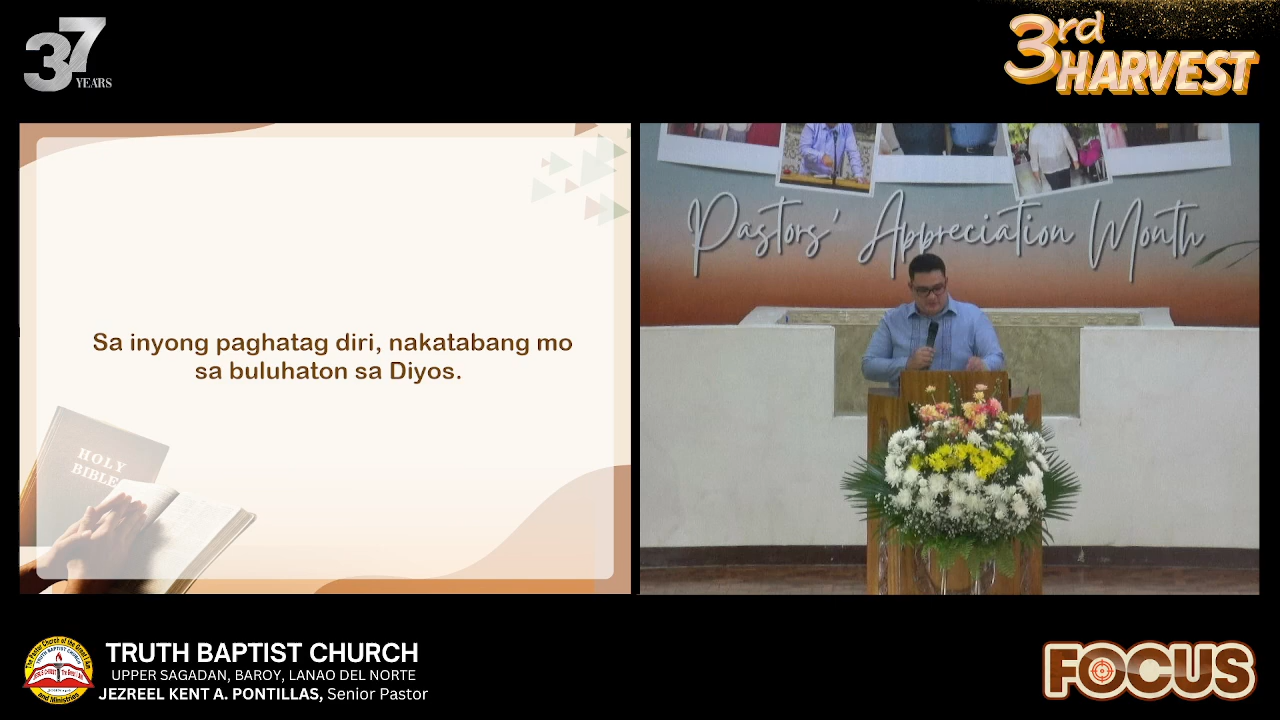 37
YEARS
3rd
HARVEST
Sa inyong paghatag diri, nakatabang mo
sa buluhaton sa Diyos.
HOLY
BIBLE
Pastors' Appreciation Month
TRUTH BAPTIST CHURCH
UPPER SAGADAN, BAROY, LANAO DEL NORTE
JEZREEL KENT A. PONTILLAS, Senior Pastor
FOCUS